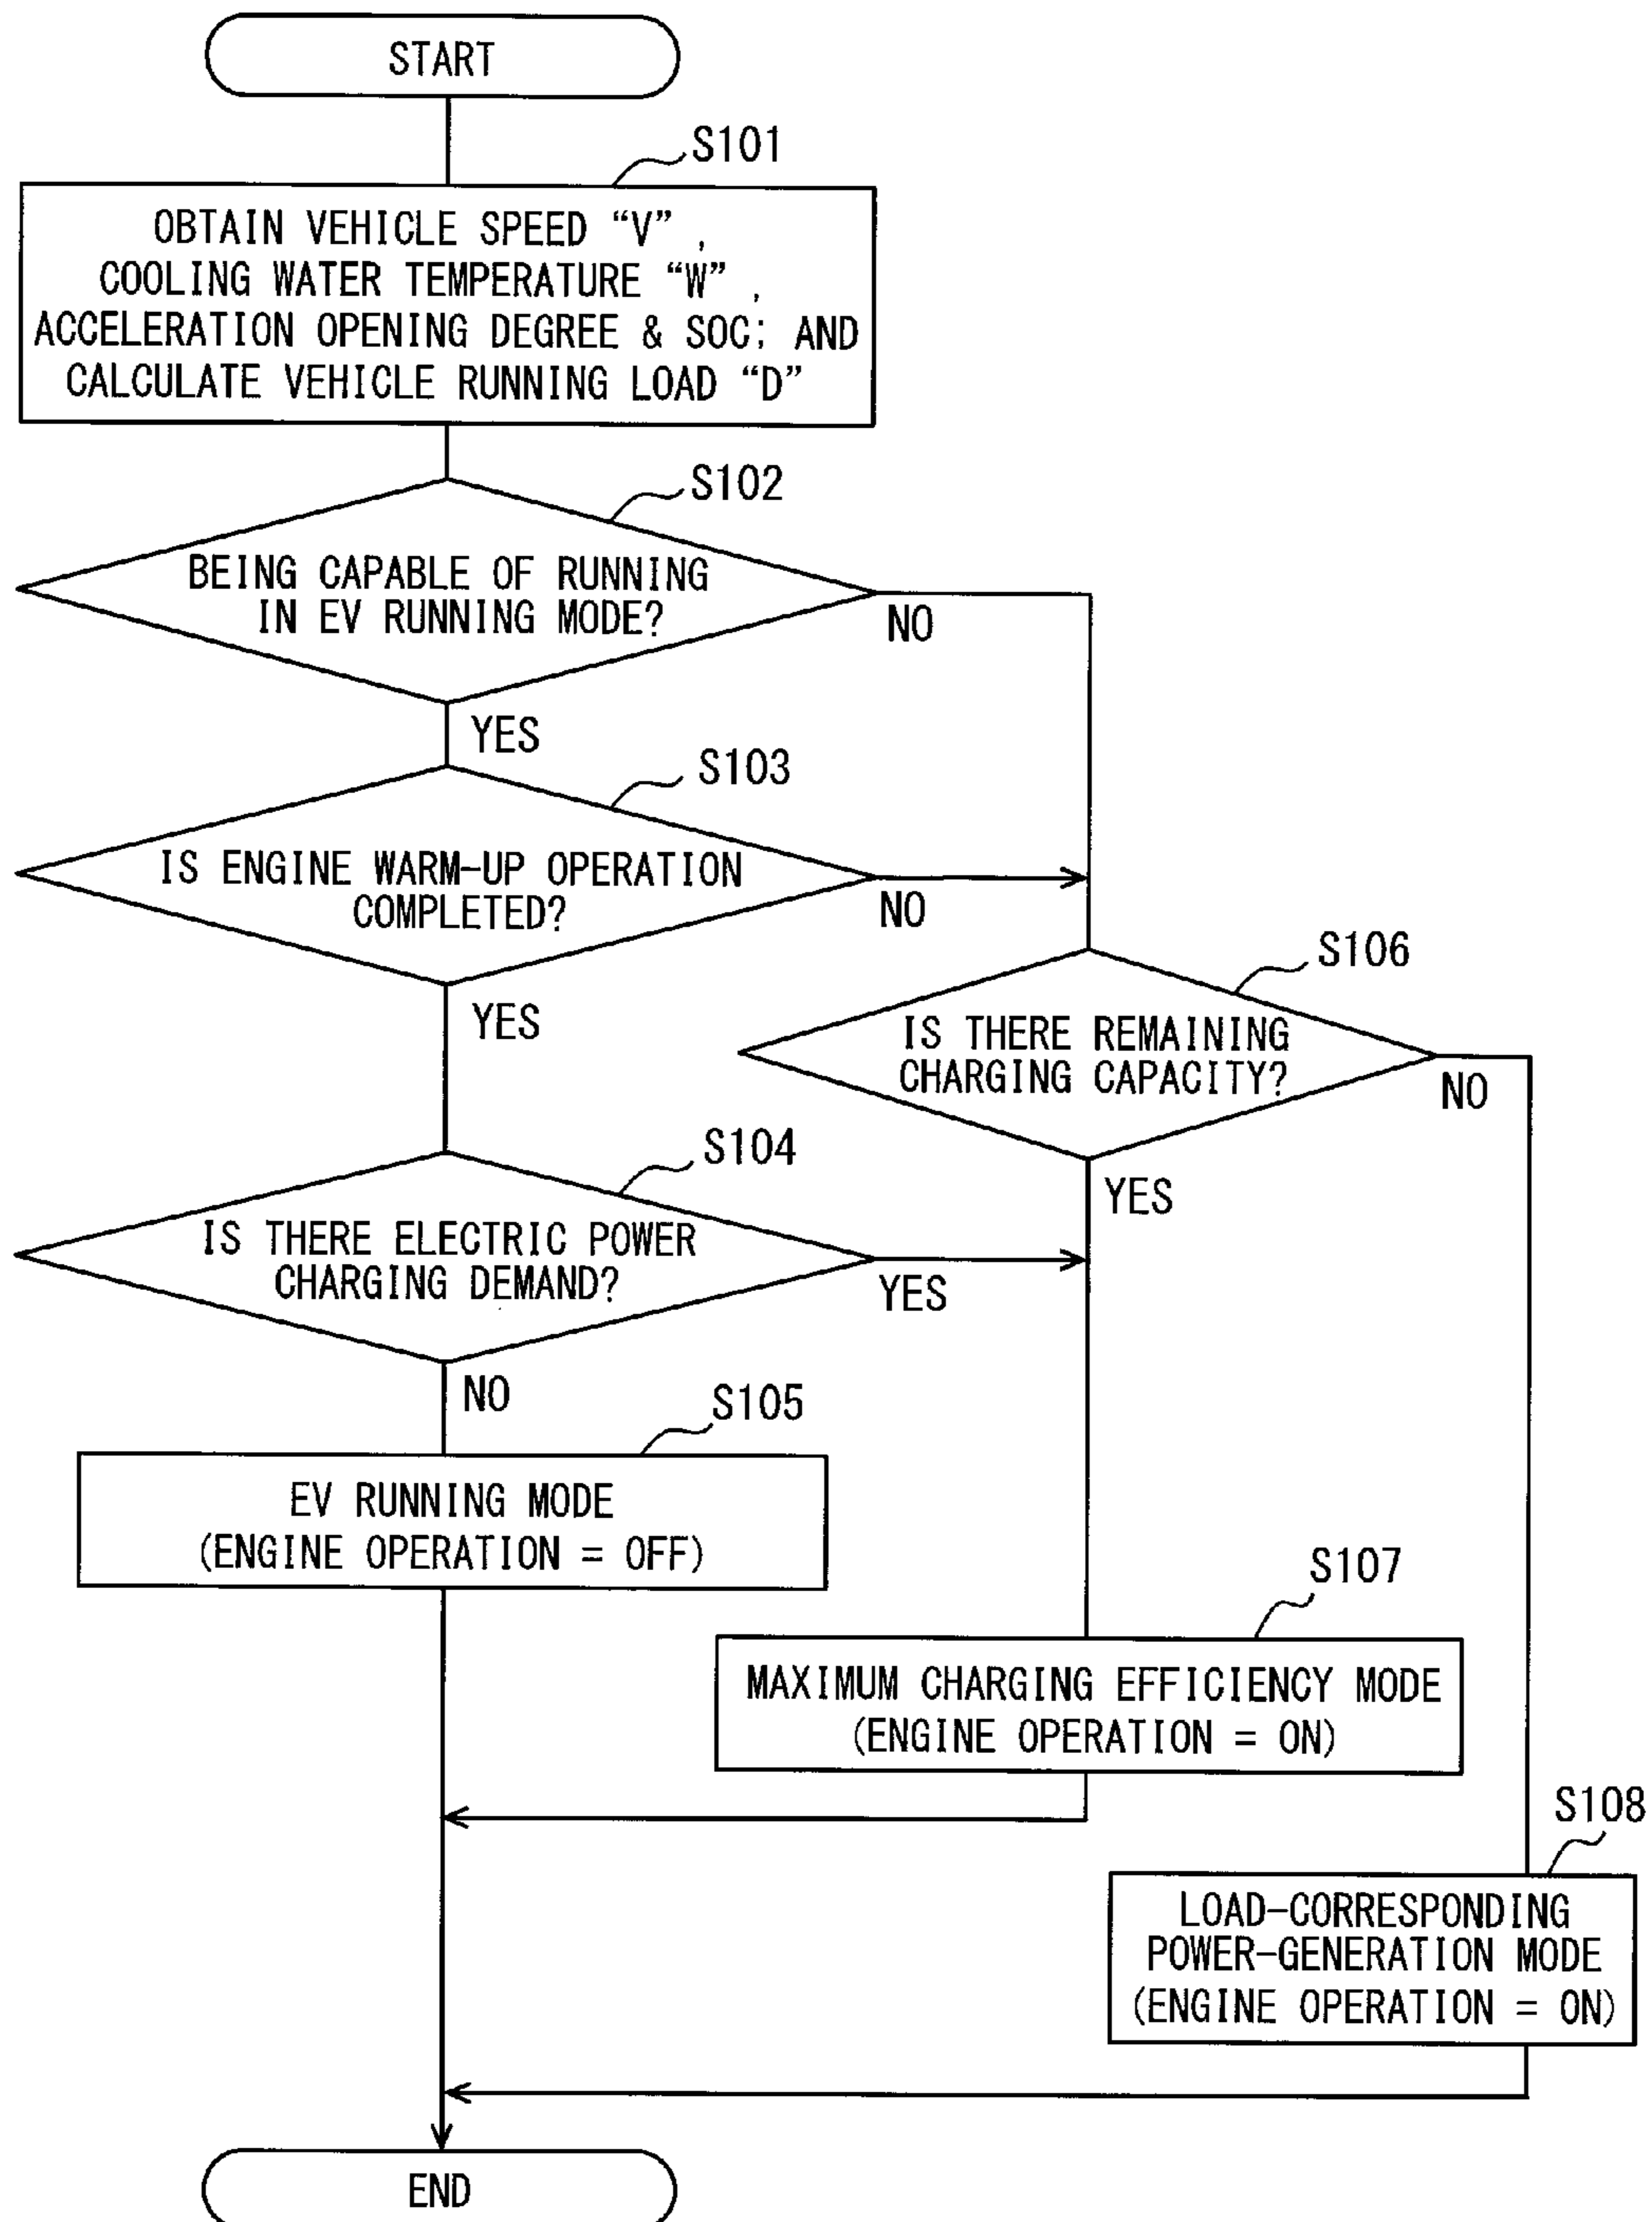 START
S101
OBTAIN VEHICLE SPEED “V”,
COOLING WATER TEMPERATURE “W”,
ACCELERATION OPENING DEGREE & SOC; AND
CALCULATE VEHICLE RUNNING LOAD “D”
S102
BEING CAPABLE OF RUNNING
IN EV RUNNING MODE?
NO
YES
S103
IS ENGINE WARM-UP OPERATION
COMPLETED?
NO
YES
S106
IS THERE REMAINING
CHARGING CAPACITY?
NO
YES
S104
IS THERE ELECTRIC POWER
CHARGING DEMAND?
YES
NO
S105
EV RUNNING MODE
(ENGINE OPERATION = OFF)
S107
MAXIMUM CHARGING EFFICIENCY MODE
(ENGINE OPERATION = ON)
S108
LOAD-CORRESPONDING
POWER-GENERATION MODE
(ENGINE OPERATION = ON)
END